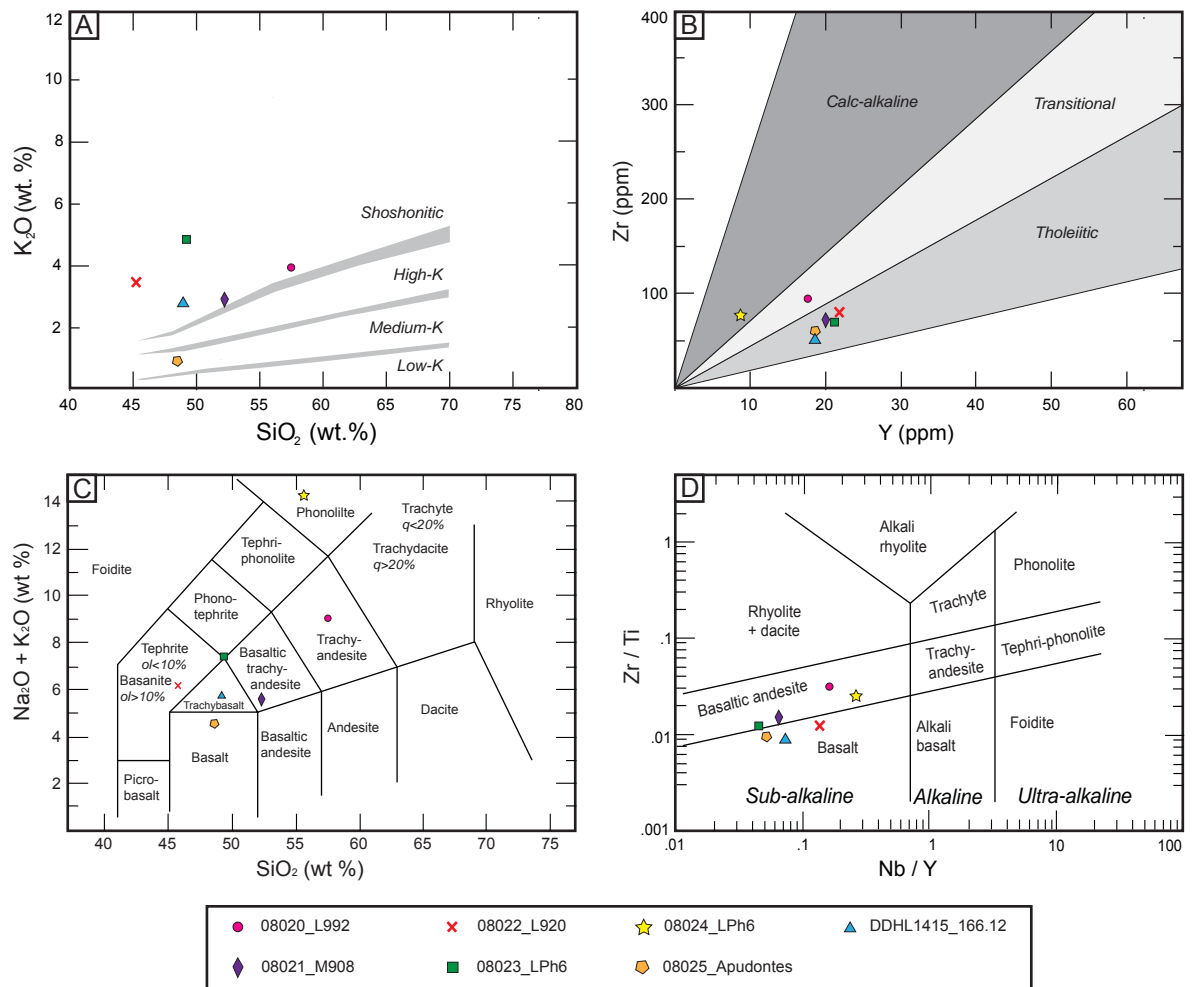 A
12
10
8
6
4
2
K2O (wt. %)
Shoshonitic
High-K
Medium-K
Low-K
40 45 50 55 60 65 70 75 80
SiO2 (wt.%)
B
400
300
200
100
Zr (ppm)
Calc-alkaline
Transitional
Tholeiitic
10 20 30 40 50 60
Y (ppm)
C
14
12
10
8
6
4
2
Na2O + K2O (wt %)
Phonolilte
Trachyte
q<20%
Trachydacite
q>20%
Tephri-
phonolite
Foidite
Phono-
tephrite
Rhyolite
Tephrite
ol<10%
Basanite
ol>10%
Basaltic
trachy-
andesite
Trachy-
andesite
Trachybasalt
Basalt
Basaltic
andesite
Andesite
Dacite
Picro-
basalt
40 45 50 55 60 65 70 75
SiO2 (wt %)
D
1
.1
.01
.001
Zr / Ti
Alkali
rhyolite
Phonolite
Rhyolite
+ dacite
Trachyte
Trachy-
andesite
Tephri-phonolite
Basaltic andesite
Basalt
Alkali
basalt
Foidite
Sub-alkaline Alkaline Ultra-alkaline
.01 0.1 1 10 100
Nb / Y
08020_L992 08022_L920 08024_LPh6 DDHL1415_166.12
08021_M908 08023_LPh6 08025_Apudontes